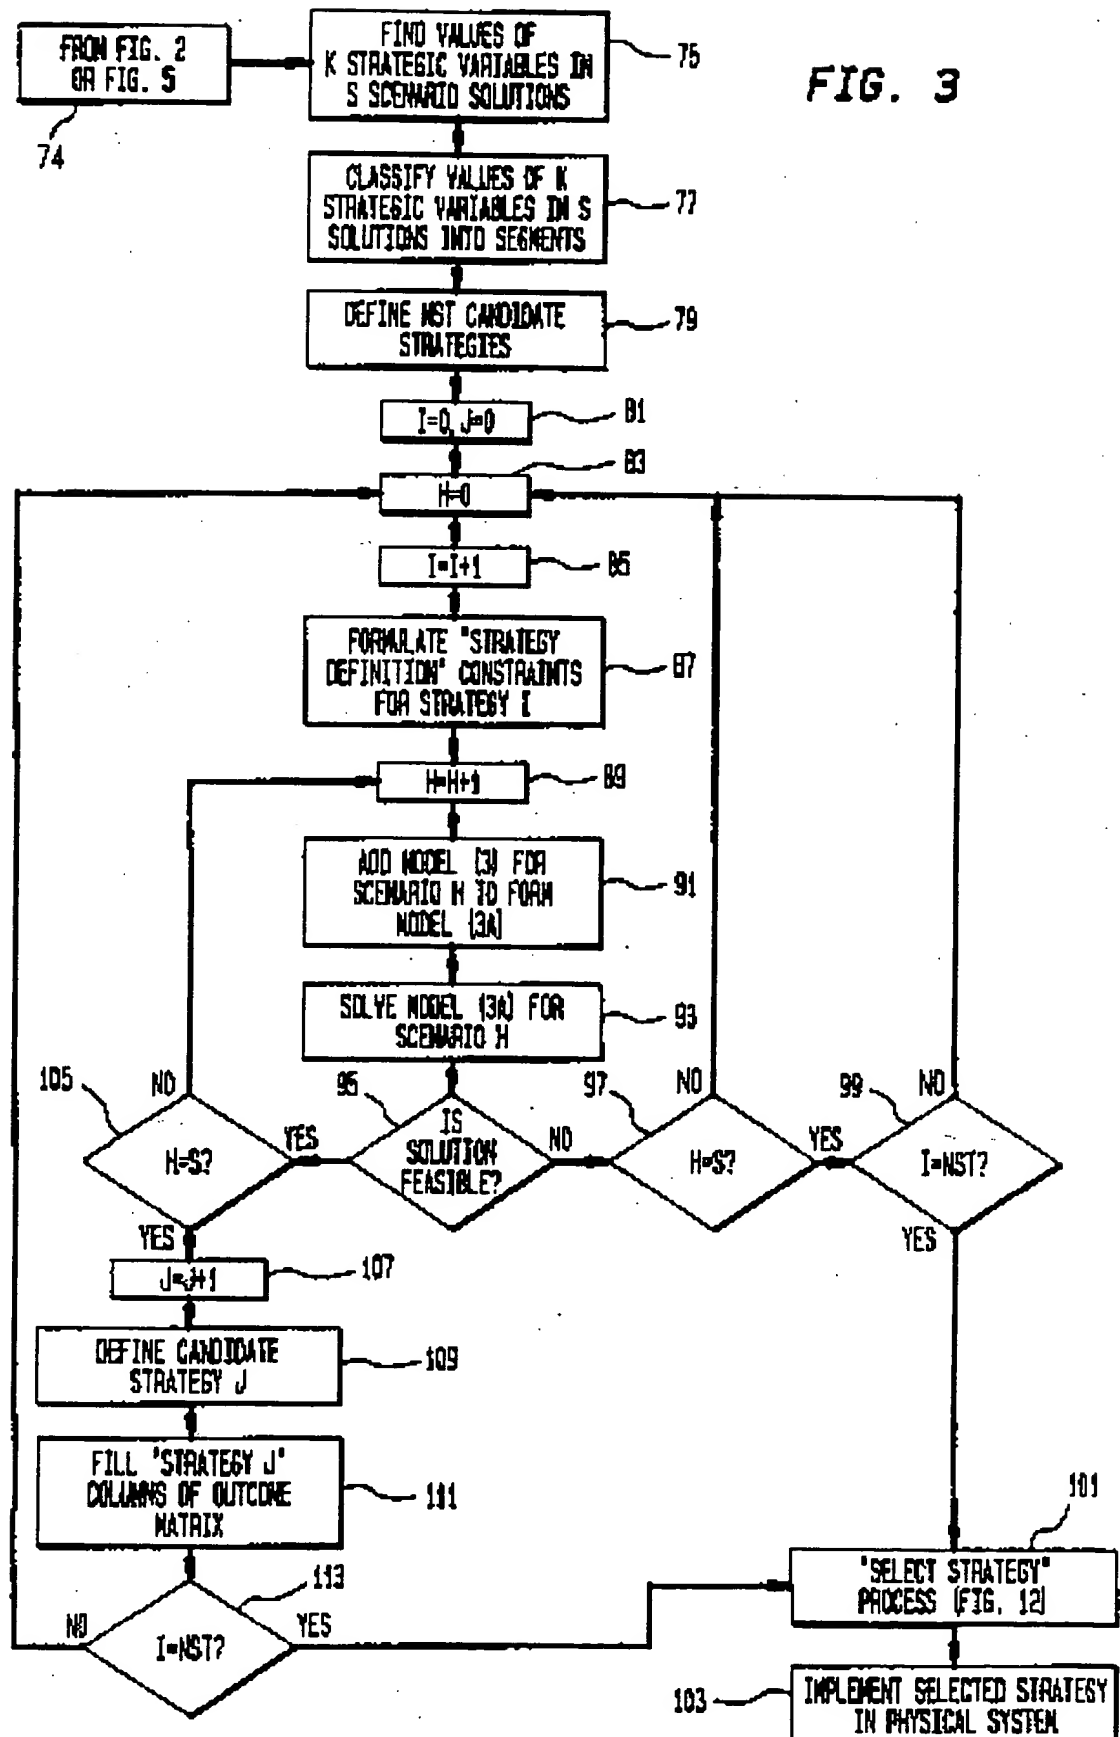 FROM FIG. 2
OR FIG. 5
74
FIND VALUES OF
K STRATEGIC VARIABLES IN
S SCENARIO SOLUTIONS
75
FIG. 3
CLASSIFY VALUES OF K
STRATEGIC VARIABLES IN S
SOLUTIONS INTO SEGMENTS
77
DEFINE NST CANDIDATE
STRATEGIES
79
I=0, J=0
81
H=0
83
I=I+1
85
FORMULATE "STRATEGY
DEFINITION" CONSTRAINTS
FOR STRATEGY I
87
H=H+1
89
ADD MODEL (3) FOR
SCENARIO H TO FORM
MODEL (3A)
91
SOLVE MODEL (3A) FOR
SCENARIO H
93
105
NO
H=S?
YES
YES
95
IS
SOLUTION
FEASIBLE?
NO
97
NO
H=S?
YES
99
NO
I=NST?
YES
J=J+1
107
DEFINE CANDIDATE
STRATEGY J
109
FILL "STRATEGY J"
COLUMNS OF OUTCOME
MATRIX
111
113
NO
I=NST?
YES
101
"SELECT STRATEGY"
PROCESS (FIG. 12)
103
IMPLEMENT SELECTED STRATEGY
IN PHYSICAL SYSTEM